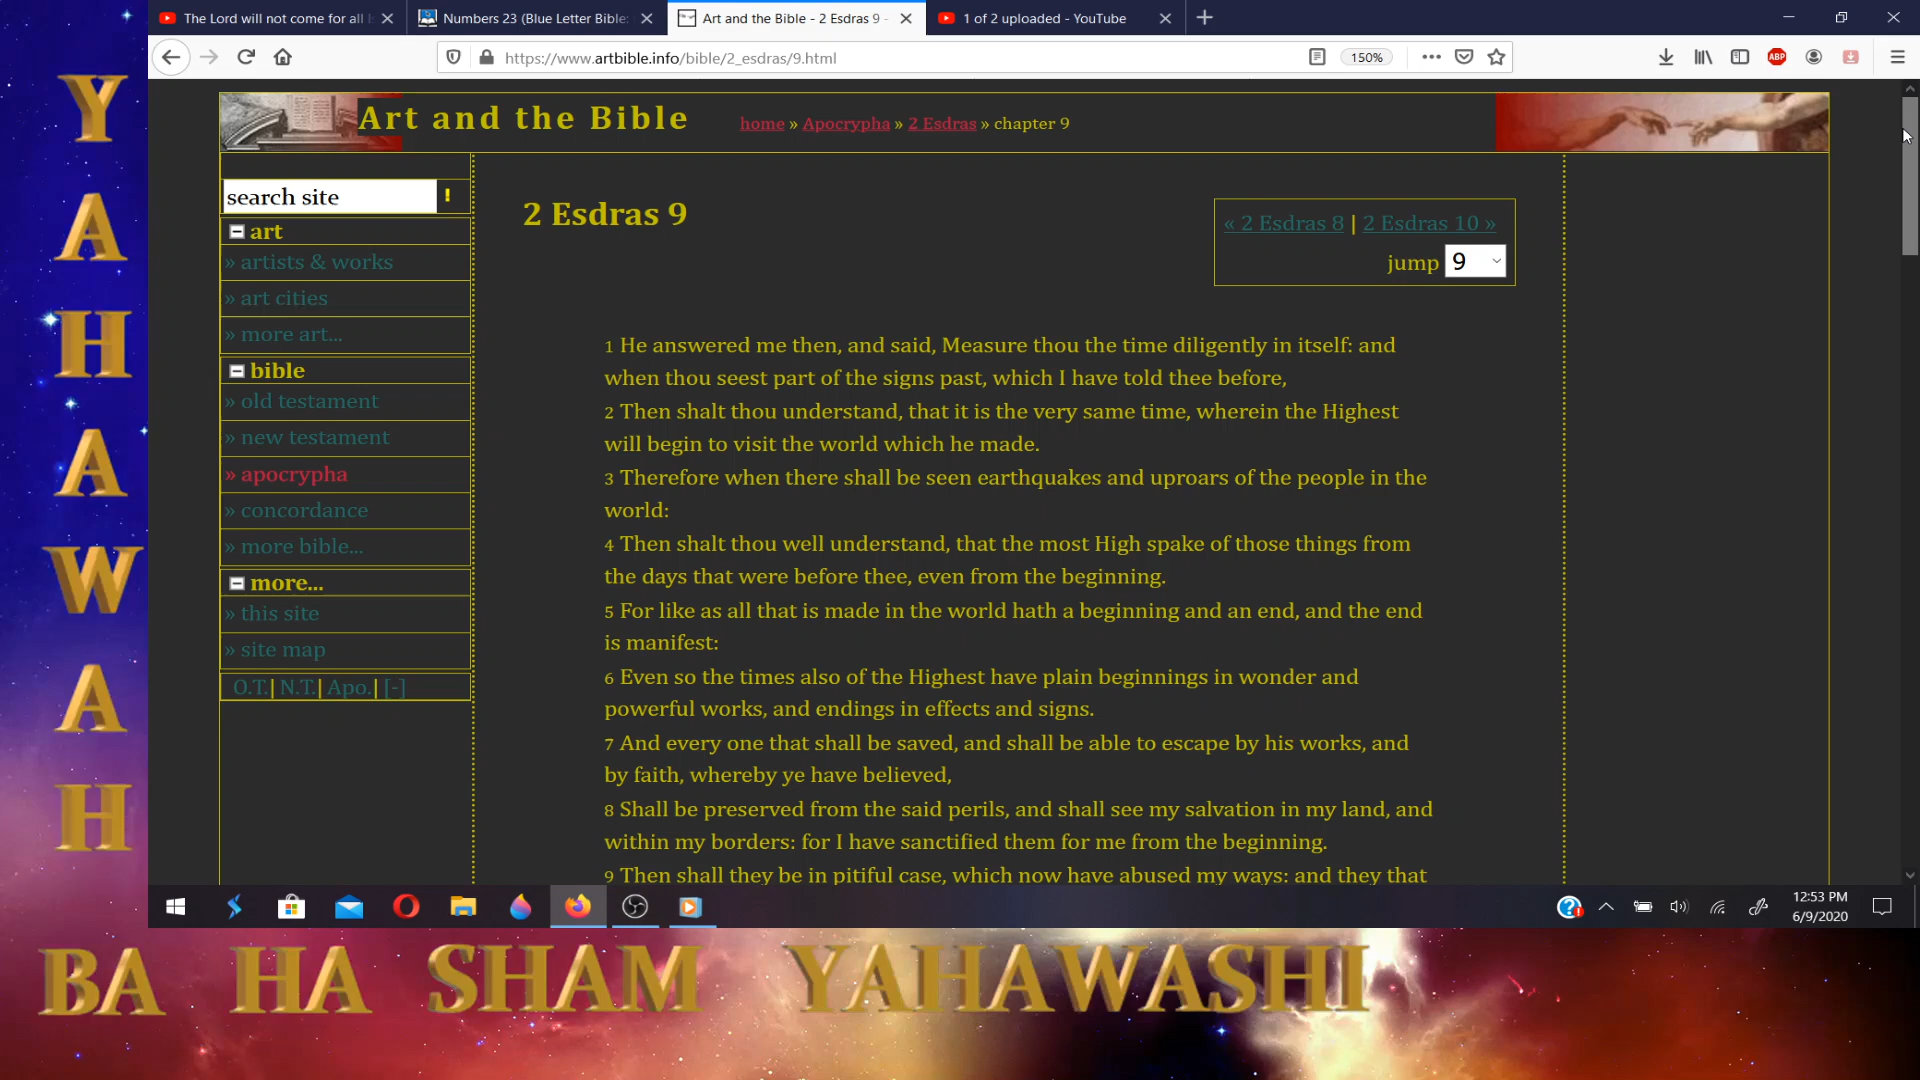 The Lord will not come for all I
Numbers 23 (Blue Letter Bible:
Art and the Bible - 2 Esdras 9 -
1 of 2 uploaded - YouTube
https://www.artbible.info/bible/2_esdras/9.html
150%
ABP
Art and the Bible
home » Apocrypha » 2 Esdras » chapter 9
search site
!
art
» artists & works
» art cities
» more art...
bible
» old testament
» new testament
» apocrypha
» concordance
» more bible...
more...
» this site
» site map
O.T.| N.T.| Apo.| [-]
2 Esdras 9
« 2 Esdras 8 | 2 Esdras 10 »
jump 9
1 He answered me then, and said, Measure thou the time diligently in itself: and
when thou seest part of the signs past, which I have told thee before,
2 Then shalt thou understand, that it is the very same time, wherein the Highest
will begin to visit the world which he made.
3 Therefore when there shall be seen earthquakes and uproars of the people in the
world:
4 Then shalt thou well understand, that the most High spake of those things from
the days that were before thee, even from the beginning.
5 For like as all that is made in the world hath a beginning and an end, and the end
is manifest:
6 Even so the times also of the Highest have plain beginnings in wonder and
powerful works, and endings in effects and signs.
7 And every one that shall be saved, and shall be able to escape by his works, and
by faith, whereby ye have believed,
8 Shall be preserved from the said perils, and shall see my salvation in my land, and
within my borders: for I have sanctified them for me from the beginning.
9 Then shall they be in pitiful case, which now have abused my ways: and they that
12:53 PM
6/9/2020
YAHAWAH
BA HA SHAM YAHAWASHI